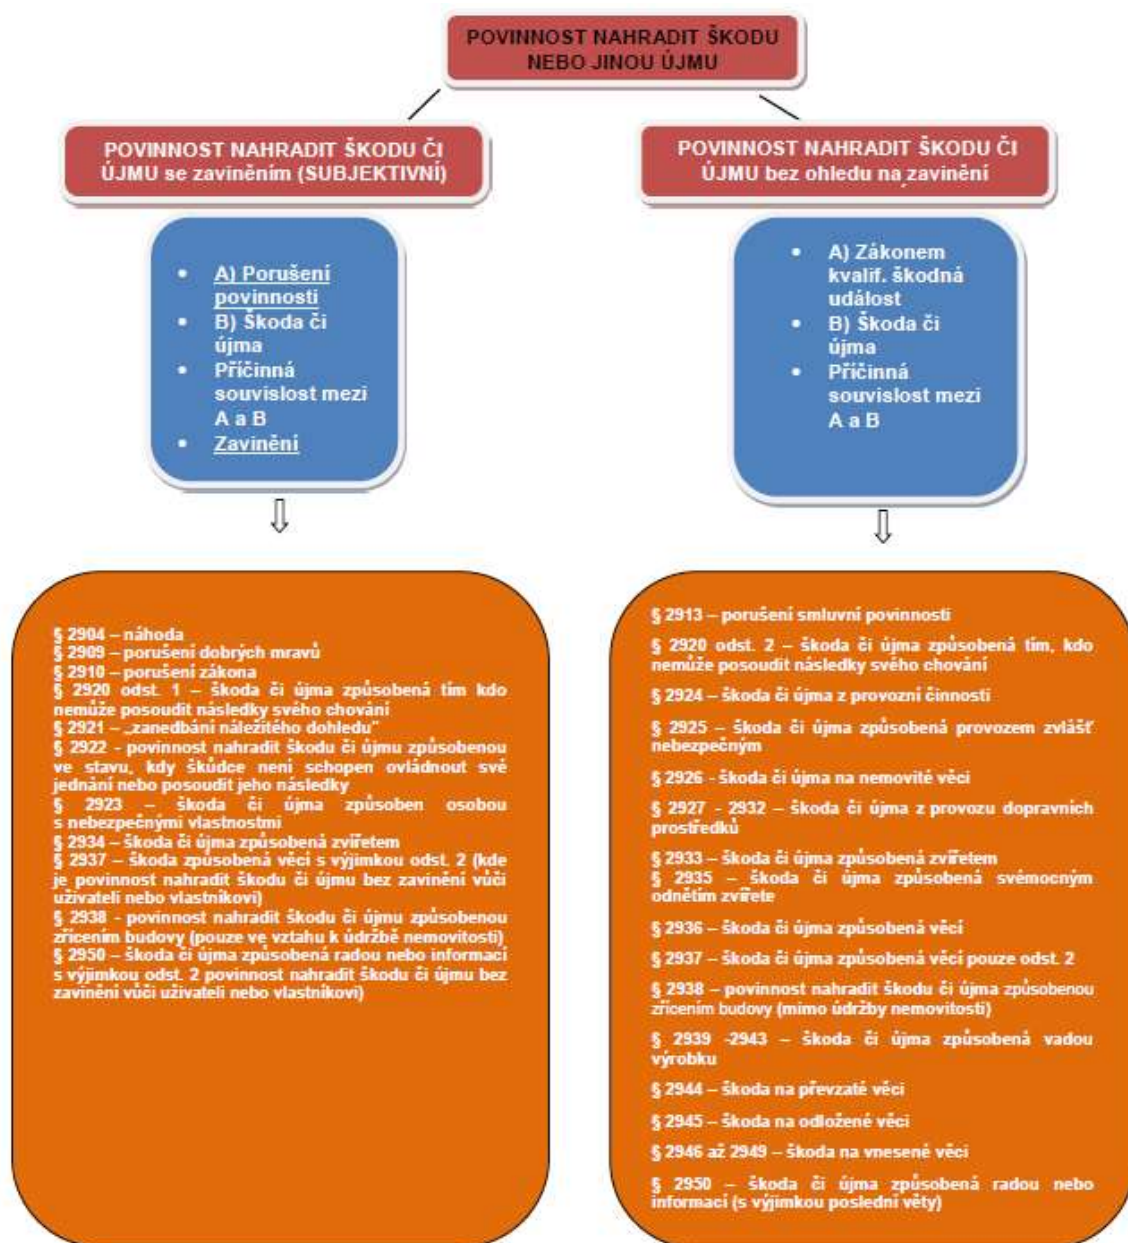 POVINNOST NAHRADIT ŠKODU
NEBO JINOU ÚJMU
POVINNOST NAHRADIT ŠKODU ČI
ÚJMU se zaviněním (SUBJEKTIVNÍ)
• A) Porušení
povinnosti
• B) Škoda či
újma
• Příčinná
souvislost mezi
A a B
• Zavinění
§ 2904 – náhoda
§ 2909 – porušení dobrých mravů
§ 2910 – porušení zákona
§ 2920 odst. 1 – škoda či újma způsobená tím kdo
nemůže posoudit následky svého chování
§ 2921 – „zanedbání náležitého dohledu"
§ 2922 - povinnost nahradit škodu či újmu způsobenou
ve stavu, kdy škůdce není schopen ovládnout své
jednání nebo posoudit jeho následky
§ 2923 – škoda či újma způsoben osobou
s nebezpečnými vlastnostmi
§ 2934 – škoda či újma způsobená zvířetem
§ 2937 – škoda způsobená věcí s výjimkou odst. 2 (kde
je povinnost nahradit škodu či újmu bez zavinění vůči
uživateli nebo vlastníkovi)
§ 2938 - povinnost nahradit škodu či újmu způsobenou
zřícením budovy (pouze ve vztahu k údržbě nemovitosti)
§ 2950 – škoda či újma způsobená radou nebo informací
s výjimkou odst. 2 povinnost nahradit škodu či újmu bez
zavinění vůči uživateli nebo vlastníkovi)
POVINNOST NAHRADIT ŠKODU ČI
ÚJMU bez ohledu na zavinění
• A) Zákonem
kvalif. škodná
událost
• B) Škoda či
újma
• Příčinná
souvislost mezi
A a B
§ 2913 – porušení smluvní povinnosti
§ 2920 odst. 2 – škoda či újma způsobená tím, kdo
nemůže posoudit následky svého chování
§ 2924 – škoda či újma z provozní činnosti
§ 2925 – škoda či újma způsobená provozem zvlášť
nebezpečným
§ 2926 - škoda či újma na nemovité věci
§ 2927 - 2932 – škoda či újma z provozu dopravních
prostředků
§ 2933 – škoda či újma způsobená zvířetem
§ 2935 – škoda či újma způsobená svémocným
odnětím zvířete
§ 2936 – škoda či újma způsobená věcí
§ 2937 – škoda či újma způsobená věcí pouze odst. 2
§ 2938 – povinnost nahradit škodu či újma způsobenou
zřícením budovy (mimo údržby nemovitosti)
§ 2939 -2943 – škoda či újma způsobená vadou
výrobku
§ 2944 – škoda na převzaté věci
§ 2945 – škoda na odložené věci
§ 2946 až 2949 – škoda na vnesené věci
§ 2950 – škoda či újma způsobená radou nebo
informací (s výjimkou poslední věty)